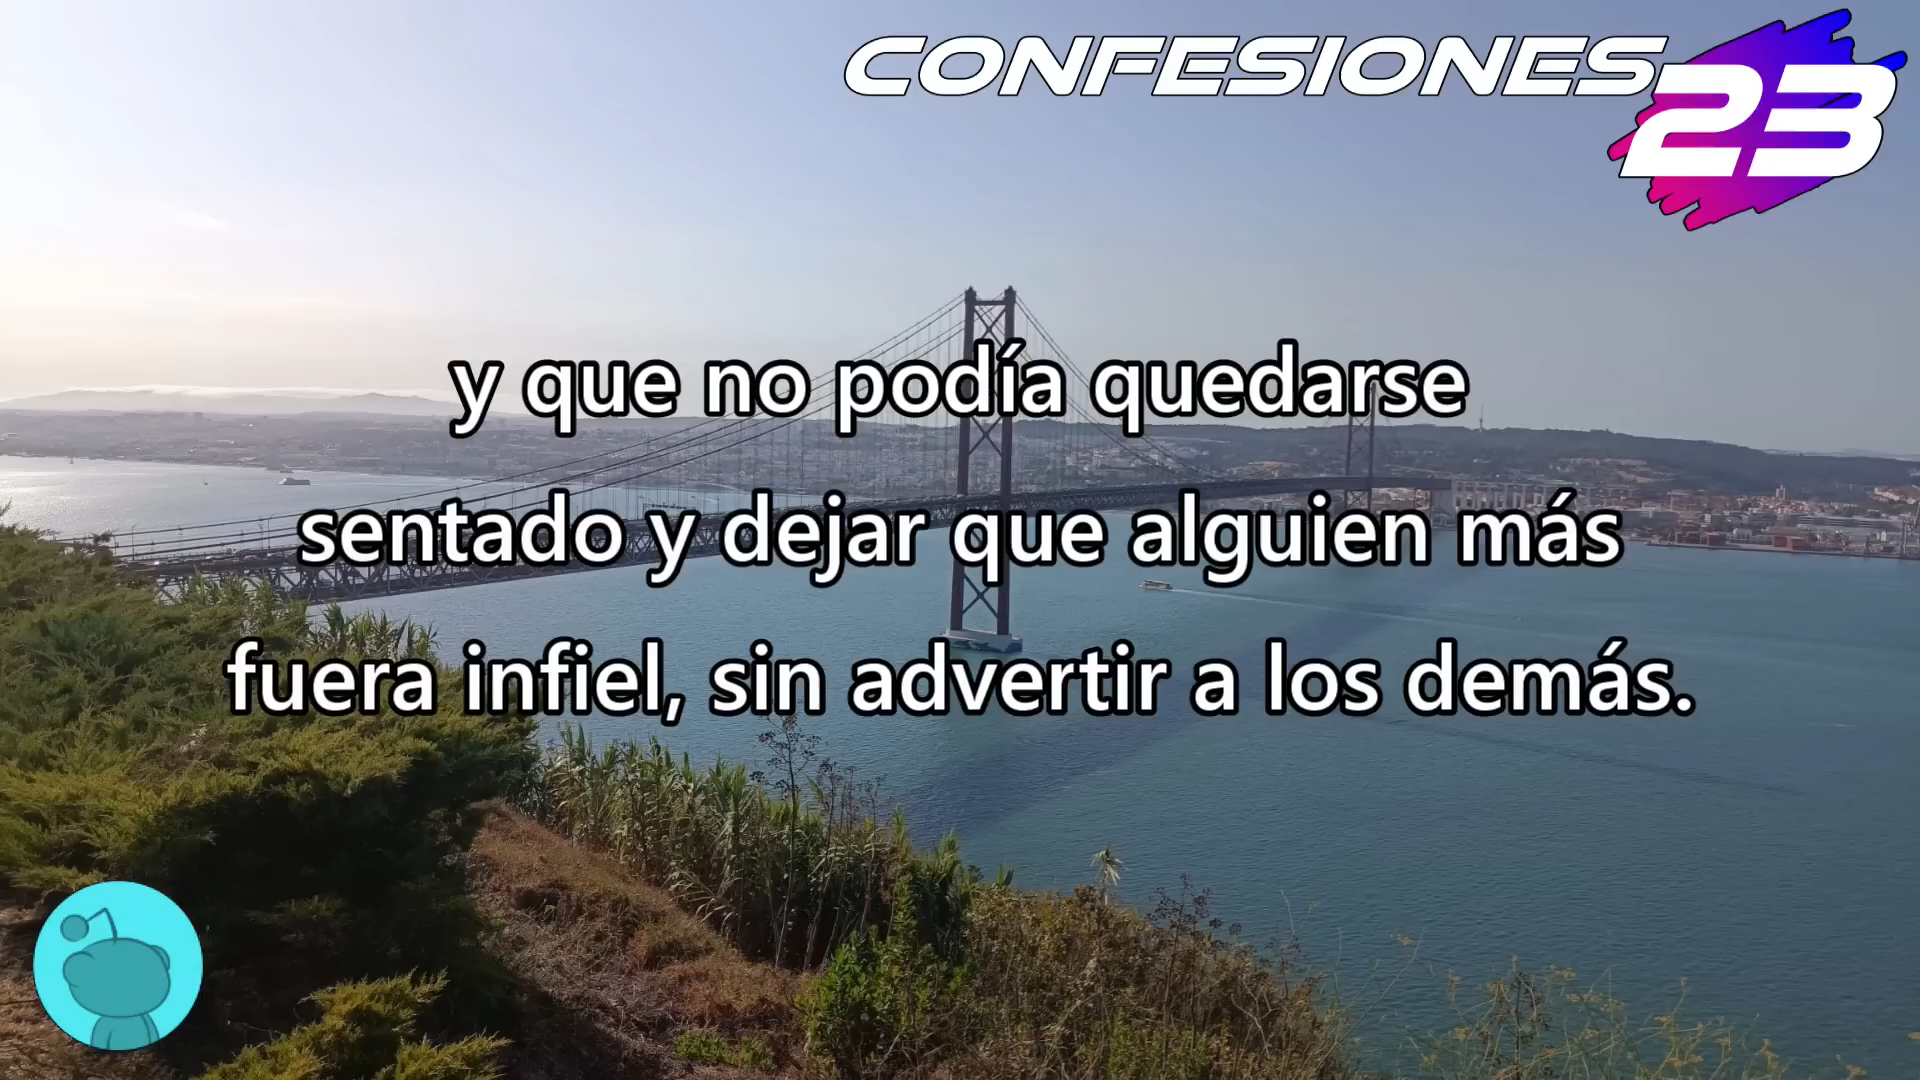 CONFESIONES
23
y que no podía quedarse
sentado y dejar que alguien más
fuera infiel, sin advertir a los demás.